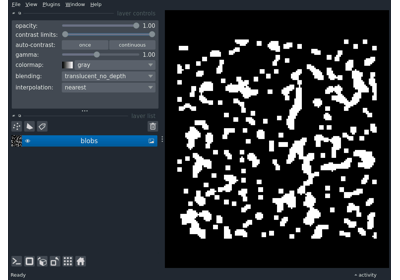 File View Plugins Window Help
layer controls
opacity: 1.00
contrast limits:
auto-contrast: once continuous
gamma: 1.00
colormap: gray
blending: translucent_no_depth
interpolation: nearest
layer list
blobs
Ready
activity